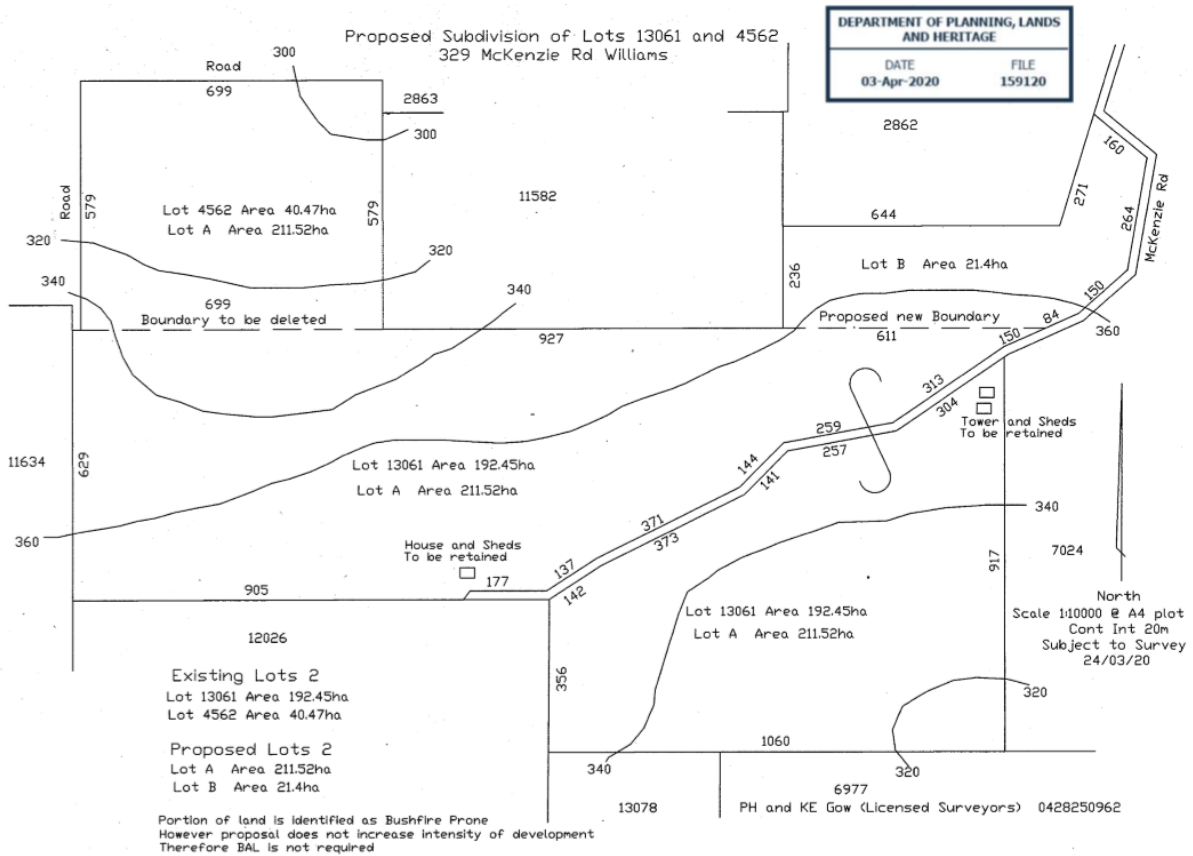 Proposed Subdivision of Lots 13061 and 4562
329 McKenzie Rd Williams
DEPARTMENT OF PLANNING, LANDS
AND HERITAGE
DATE
FILE
03-Apr-2020
159120
Road
699
300
2863
300
2862
160
McKenzie Rd
264
271
11582
Road
579
Lot 4562 Area 40.47ha
Lot A Area 211.52ha
579
644
320
320
Lot B Area 21.4ha
236
340
340
150
699
Boundary to be deleted
Proposed new Boundary
84
360
927
611
150
313
304
Tower and Sheds
To be retained
259
257
11634
629
Lot 13061 Area 192.45ha
Lot A Area 211.52ha
144
141
371
373
340
360
House and Sheds
To be retained
137
142
177
905
917
7024
North
Scale 1:10000 @ A4 plot
Cont Int 20m
Subject to Survey
24/03/20
Lot 13061 Area 192.45ha
Lot A Area 211.52ha
12026
356
320
Existing Lots 2
Lot 13061 Area 192.45ha
Lot 4562 Area 40.47ha
Proposed Lots 2
Lot A Area 211.52ha
Lot B Area 21.4ha
1060
340
320
6977
13078
PH and KE Gow (Licensed Surveyors) 0428250962
Portion of land is identified as Bushfire Prone
However proposal does not increase intensity of development
Therefore BAL is not required